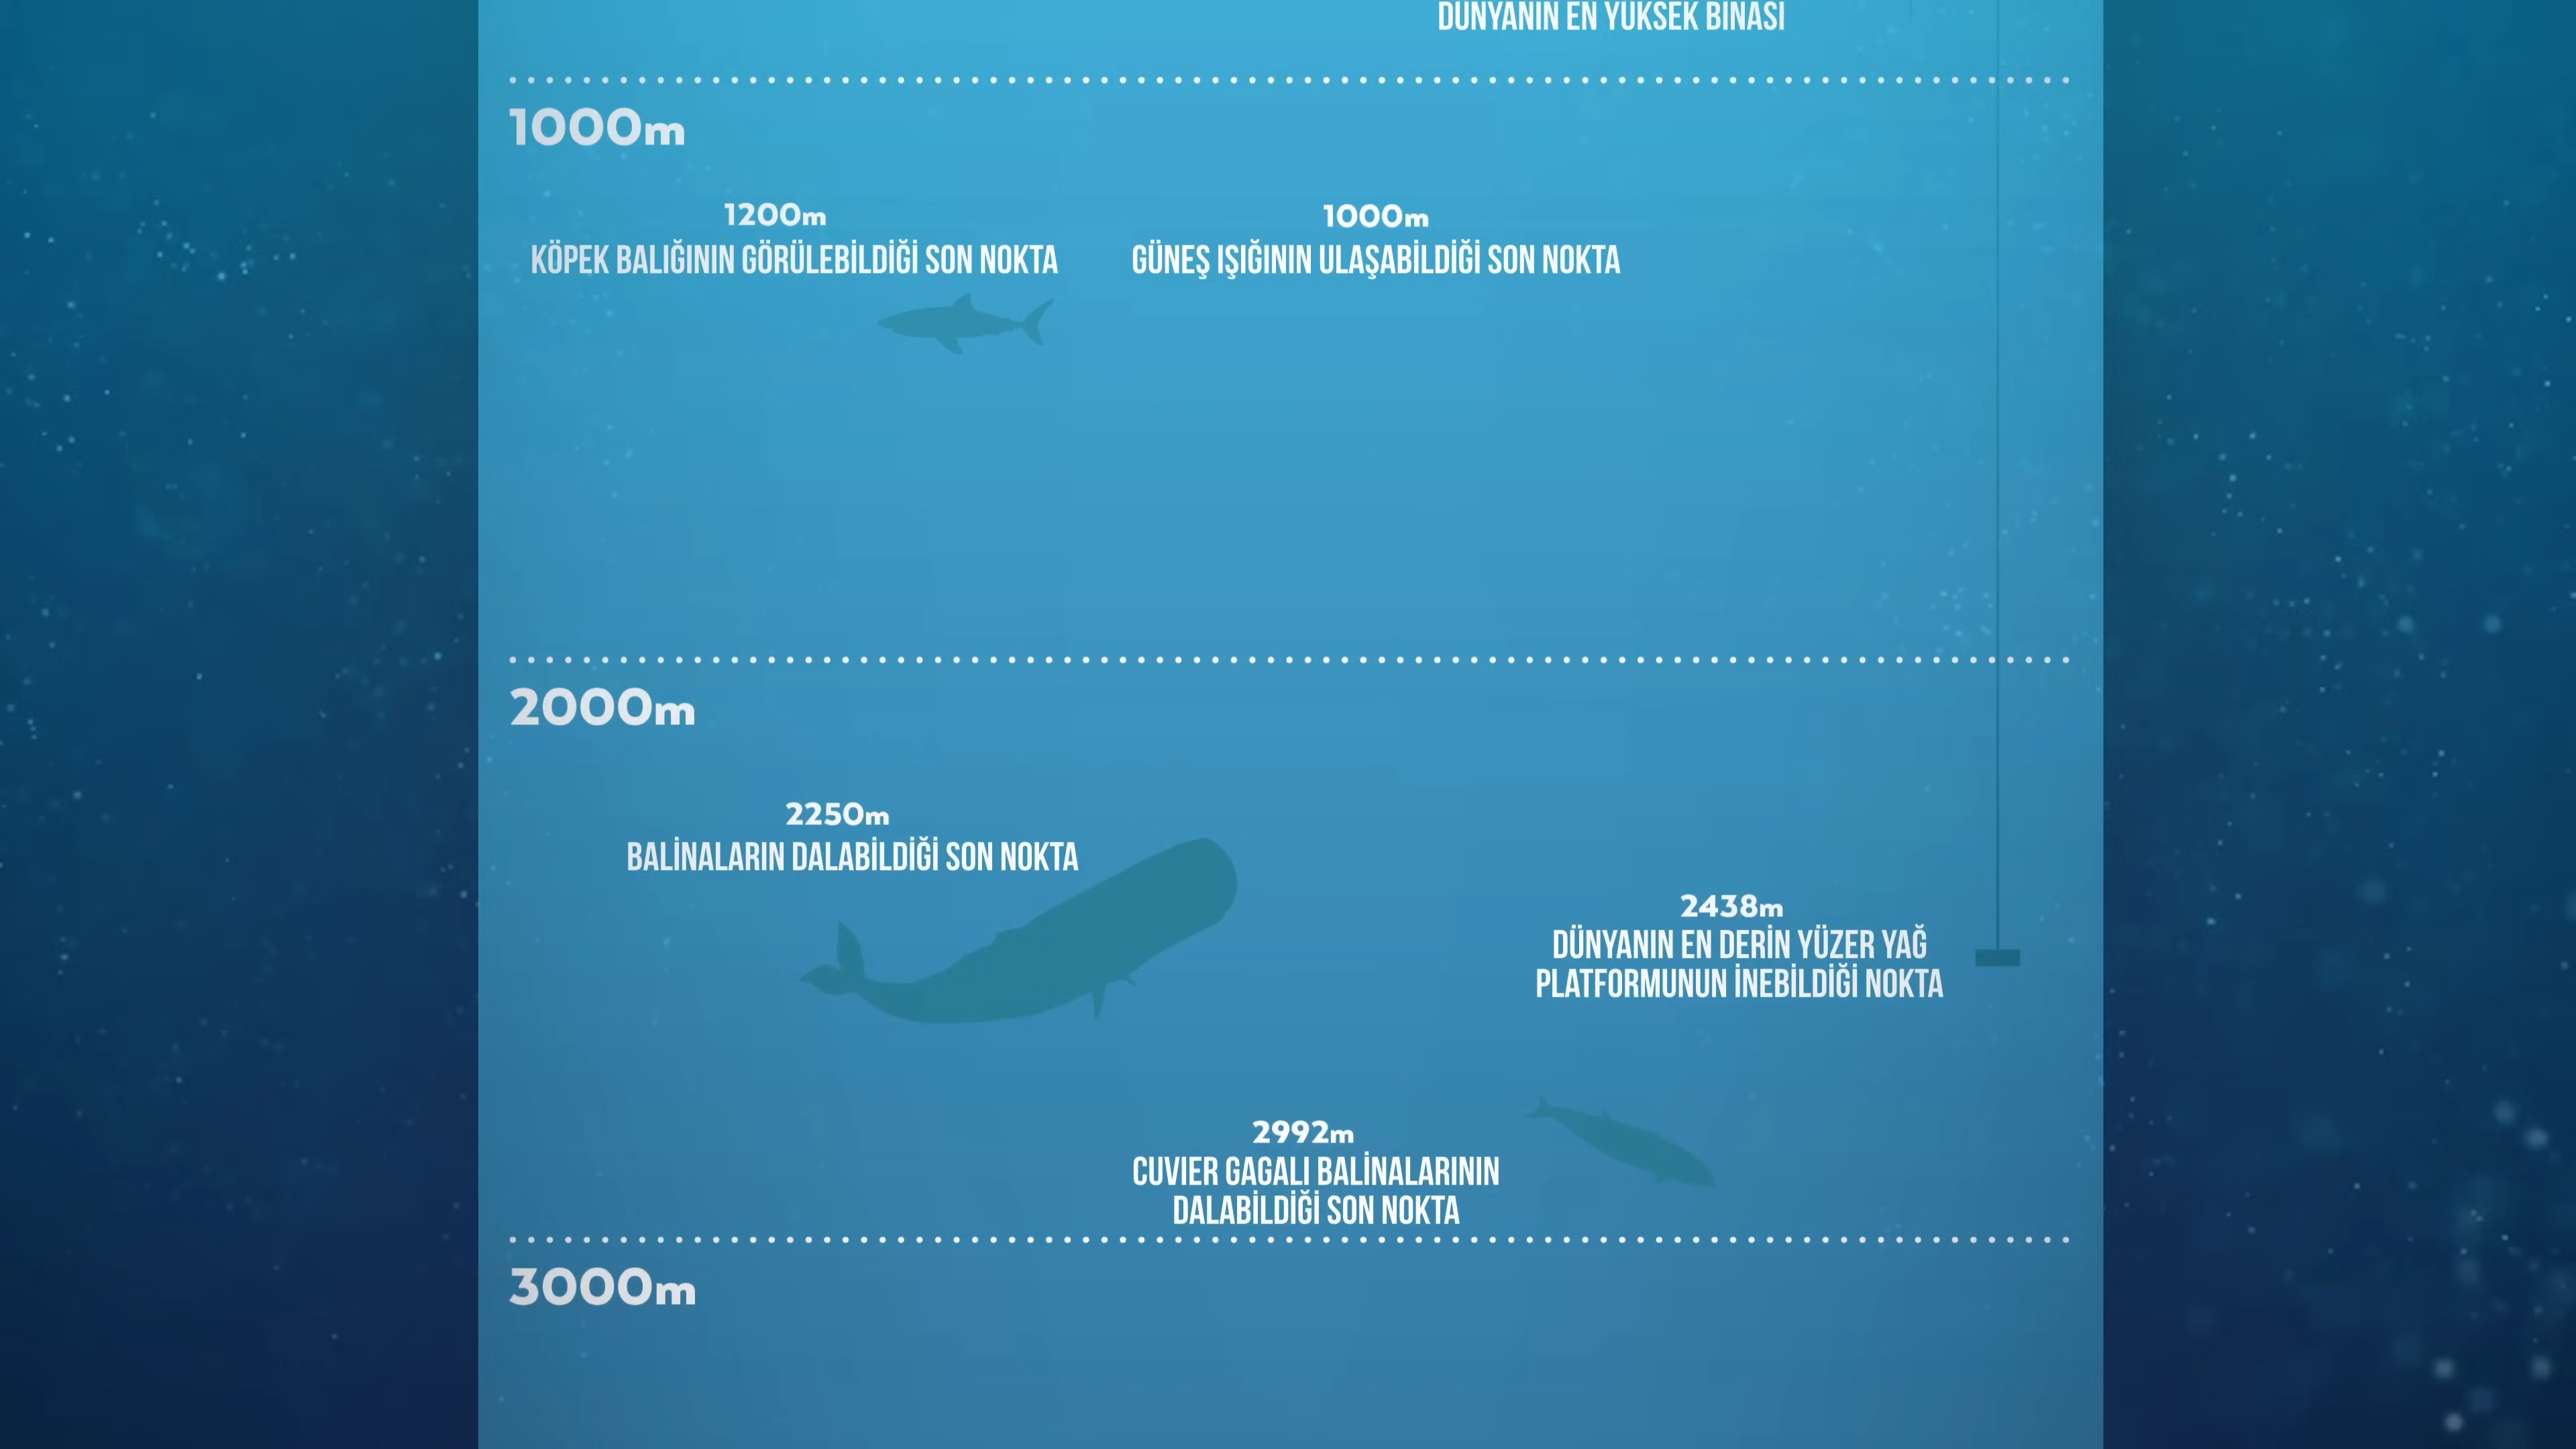 DÜNYANIN EN YÜKSEK BİNASI
1000m
1200m
KÖPEK BALIĞININ GÖRÜLEBİLDİĞİ SON NOKTA
1000m
GÜNEŞ IŞIĞININ ULAŞABİLDİĞİ SON NOKTA
2000m
2250m
BALİNALARIN DALABİLDİĞİ SON NOKTA
2438m
DÜNYANIN EN DERİN YÜZER YAĞ
PLATFORMUNUN İNEBİLDİĞİ NOKTA
2992m
CUVIER GAGALI BALİNALARININ
DALABİLDİĞİ SON NOKTA
3000m